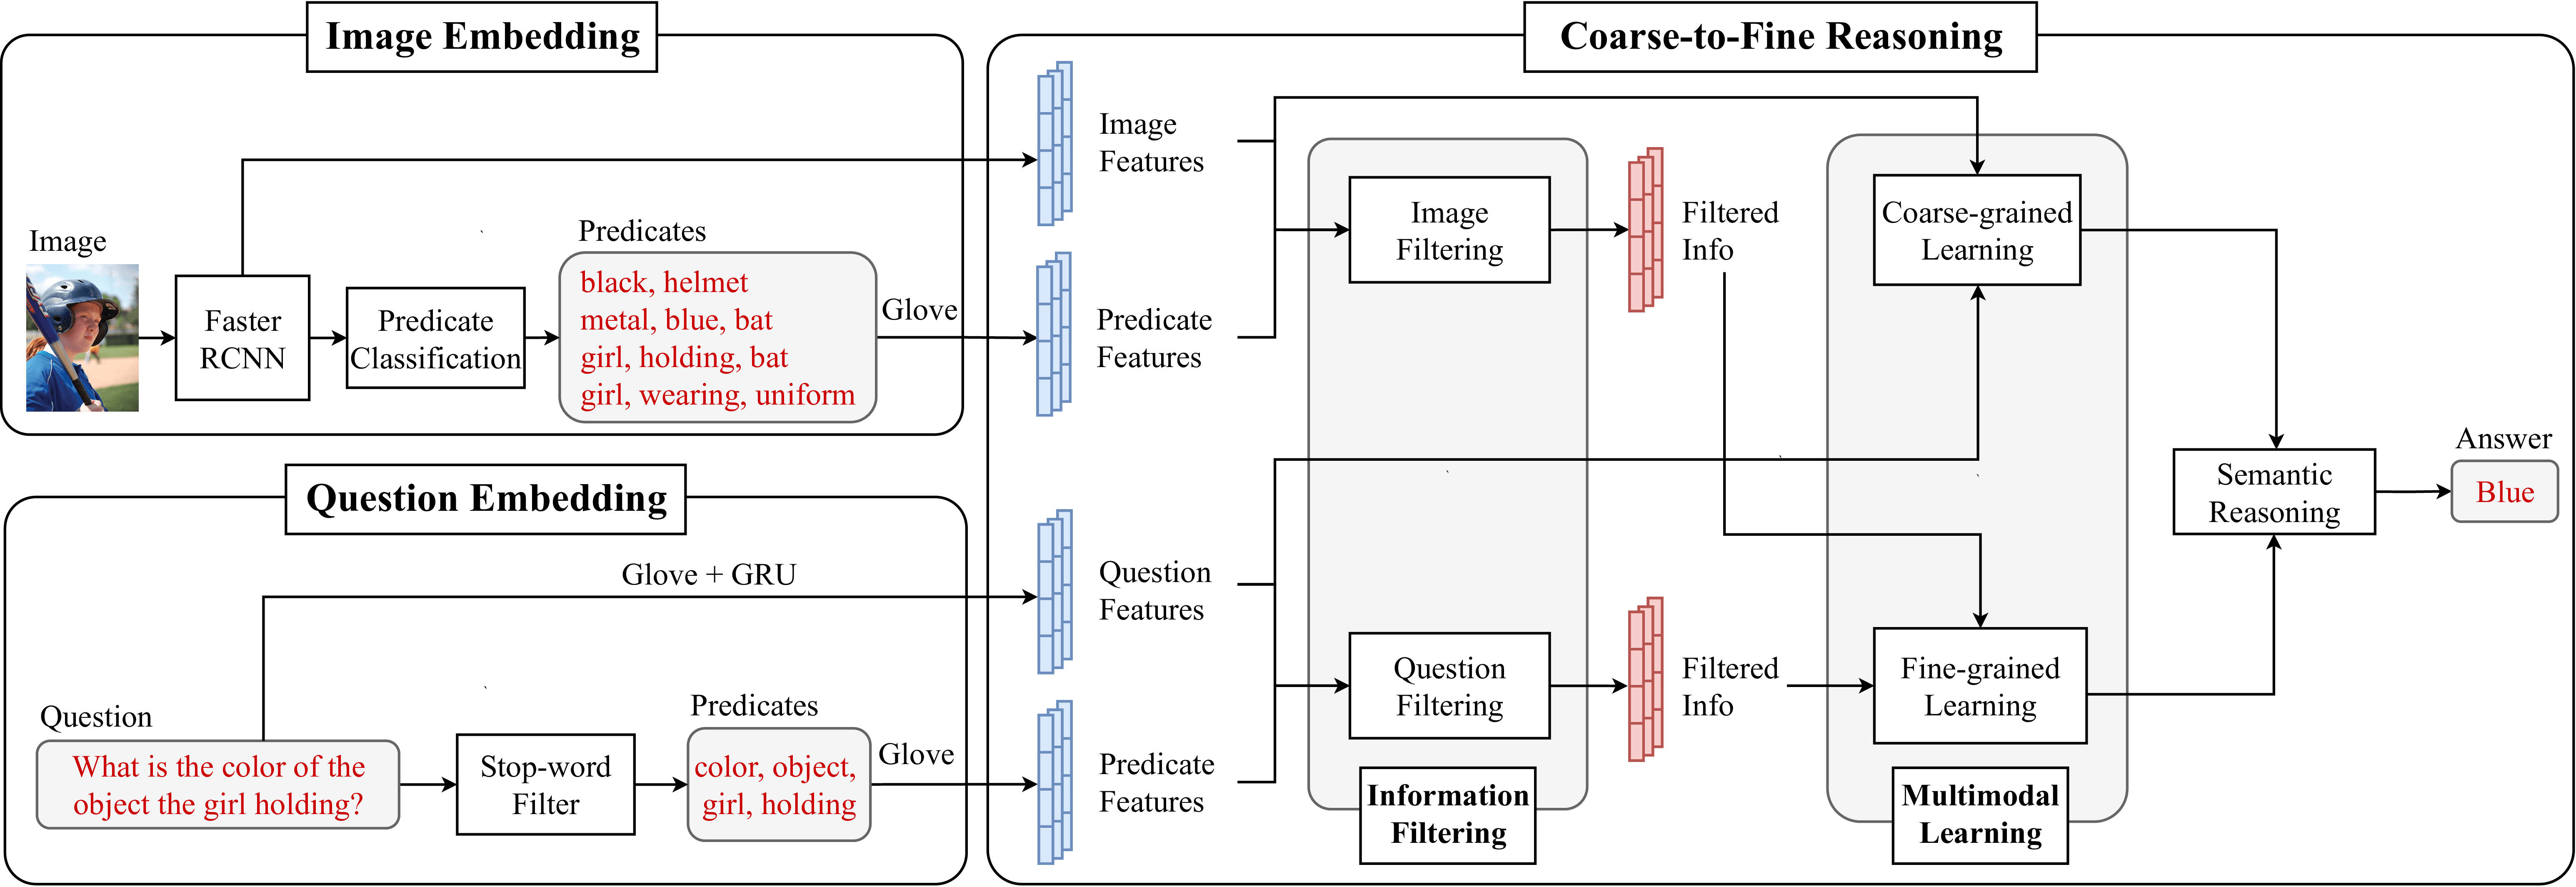 Image Embedding
Image
Faster
RCNN
Predicate
Classification
Predicates
black, helmet
metal, blue, bat
girl, holding, bat
girl, wearing, uniform
Glove
Question Embedding
Glove + GRU
Question
What is the color of the
object the girl holding?
Stop-word
Filter
Predicates
color, object,
girl, holding
Glove
Coarse-to-Fine Reasoning
Image
Features
Predicate
Features
Question
Features
Predicate
Features
Image
Filtering
Question
Filtering
Information
Filtering
Filtered
Info
Filtered
Info
Coarse-grained
Learning
Fine-grained
Learning
Multimodal
Learning
Semantic
Reasoning
Answer
Blue